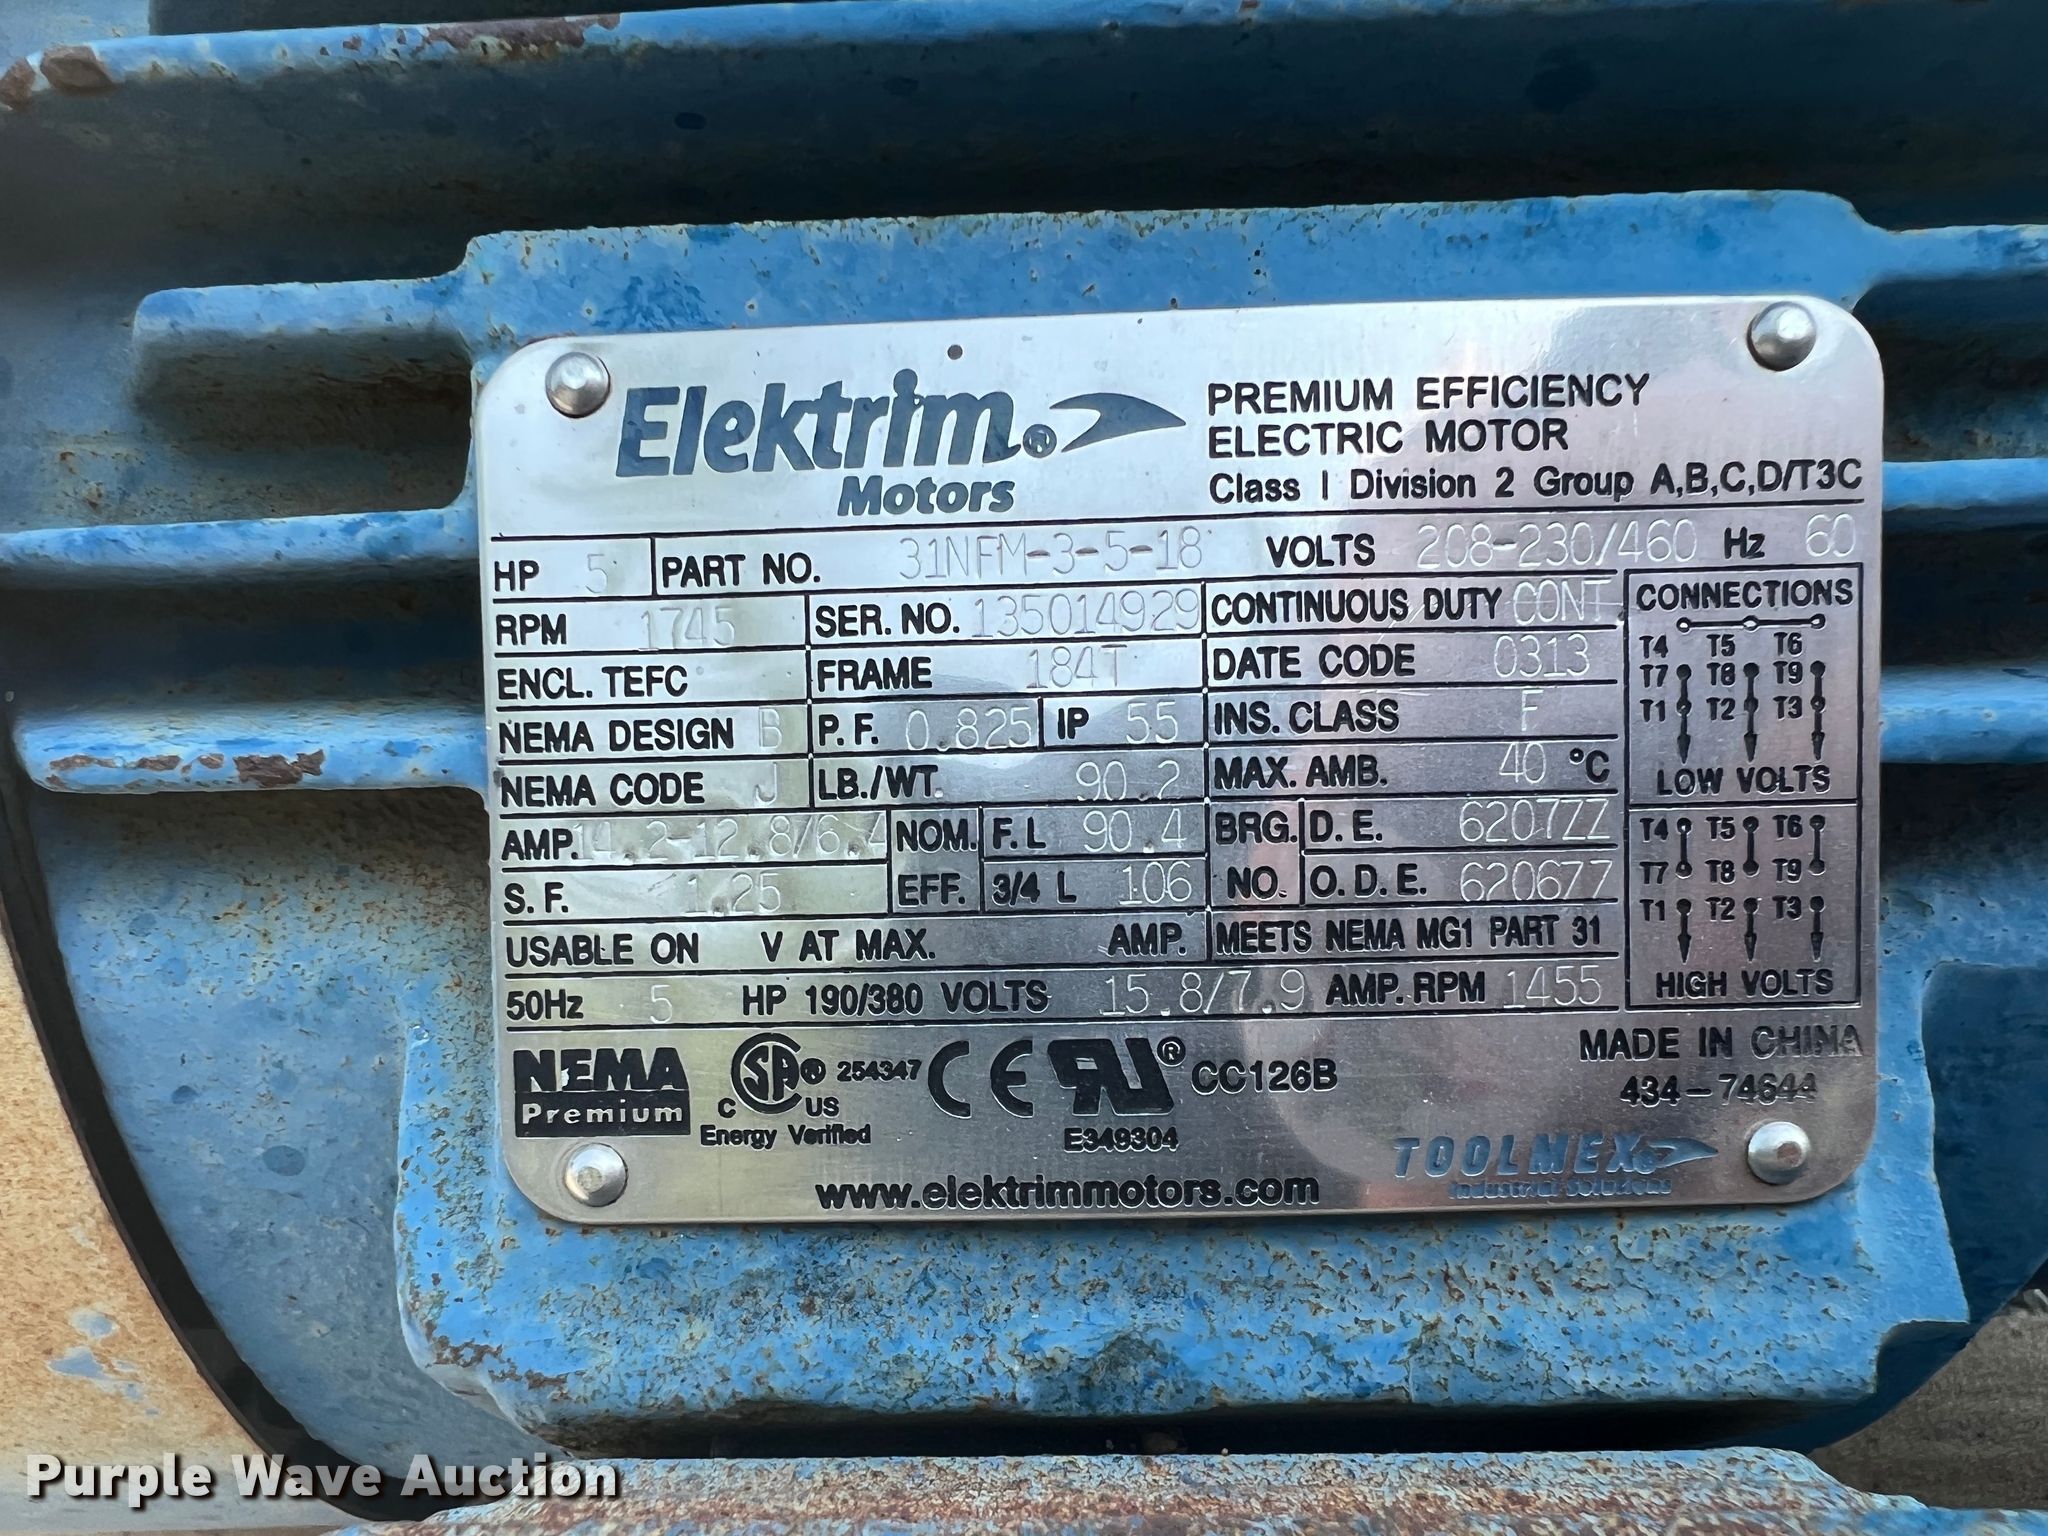 Elektrim®
Motors
PREMIUM EFFICIENCY
ELECTRIC MOTOR
Class I Division 2 Group A,B,C,D/T3C
HP 5 PART NO. 31NFM-3-5-18 VOLTS 208-230/460 Hz 60
RPM 1745 SER. NO. 135014929 CONTINUOUS DUTY CONT
ENCL. TEFC FRAME 184T DATE CODE 0313
NEMA DESIGN B P.F. 0.825 IP 55 INS. CLASS F
NEMA CODE J LB./WT. 90.2 MAX. AMB. 40 °C
AMP. 14.2-12.8/6.4 NOM. F.L 90.4 BRG. D.E. 6207ZZ
S.F. 1.25 EFF. 3/4 L 106 NO. O.D.E. 6206ZZ
USABLE ON V AT MAX. AMP. MEETS NEMA MG1 PART 31
50Hz 5 HP 190/380 VOLTS 15.8/7.9 AMP. RPM 1455
CONNECTIONS
T4 T5 T6
T7 T8 T9
T1 T2 T3
LOW VOLTS
T4 T5 T6
T7 T8 T9
T1 T2 T3
HIGH VOLTS
NEMA
Premium
C SA® US 254347
Energy Verified
CE
RU® CC126B
E349304
MADE IN CHINA
434-74644
TOOLMEX®
Industrial Solutions
www.elektrimmotors.com
Purple Wave Auction